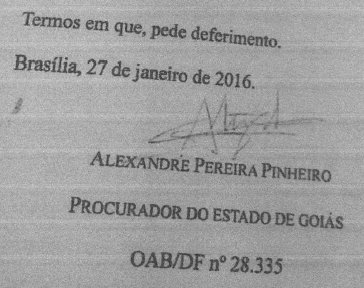 Termos em que, pede deferimento.
Brasília, 27 de janeiro de 2016.
ALEXANDRE PEREIRA PINHEIRO
PROCURADOR DO ESTADO DE GOIÁS
OAB/DF nº 28.335